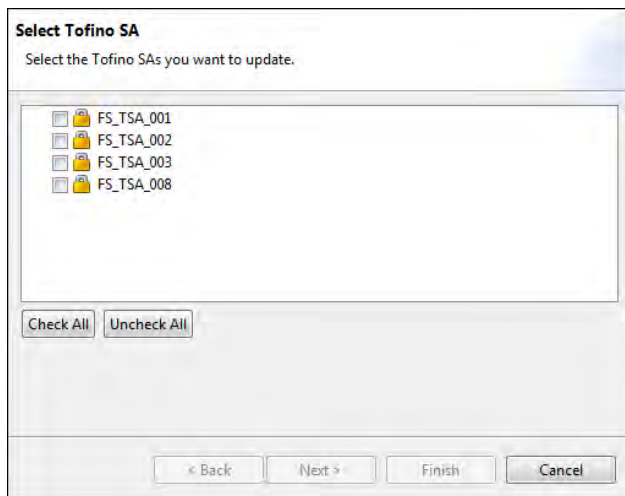 Select Tofino SA
Select the Tofino SAs you want to update.
FS_TSA_001
FS_TSA_002
FS_TSA_003
FS_TSA_008
Check All Uncheck All
< Back Next > Finish Cancel